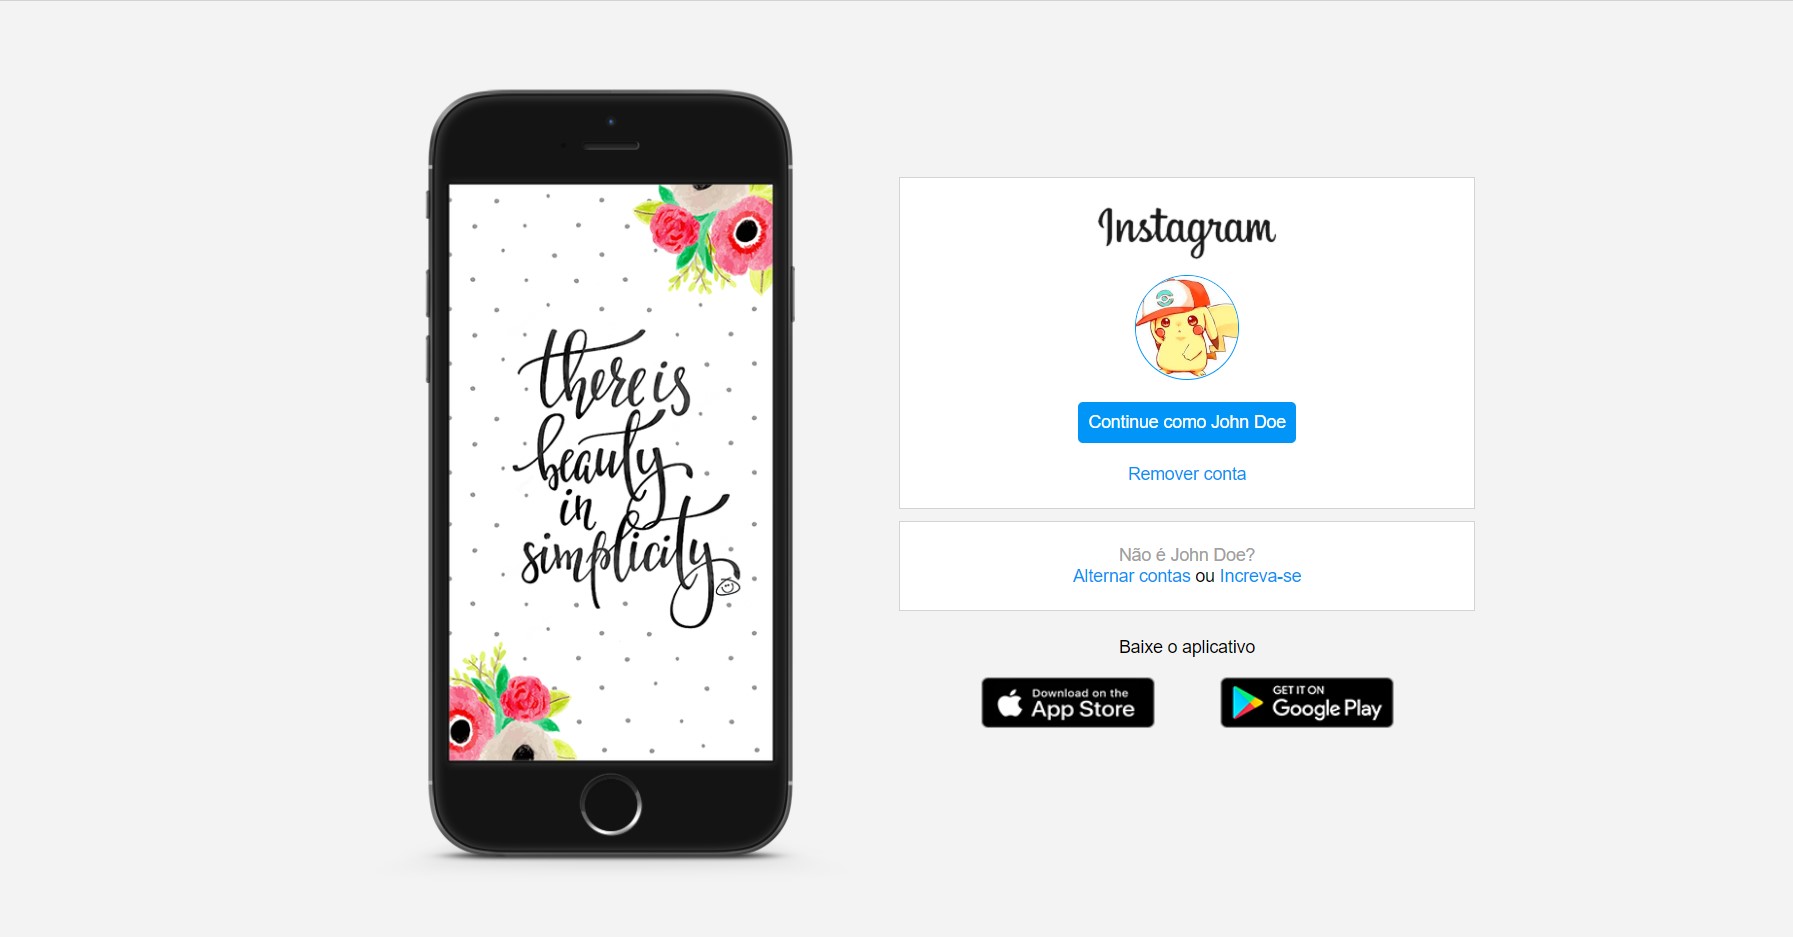 there is
beauty
in
simplicity
Instagram
Continue como John Doe
Remover conta
Não é John Doe?
Alternar contas ou Increva-se
Baixe o aplicativo
Download on the
App Store
GET IT ON
Google Play